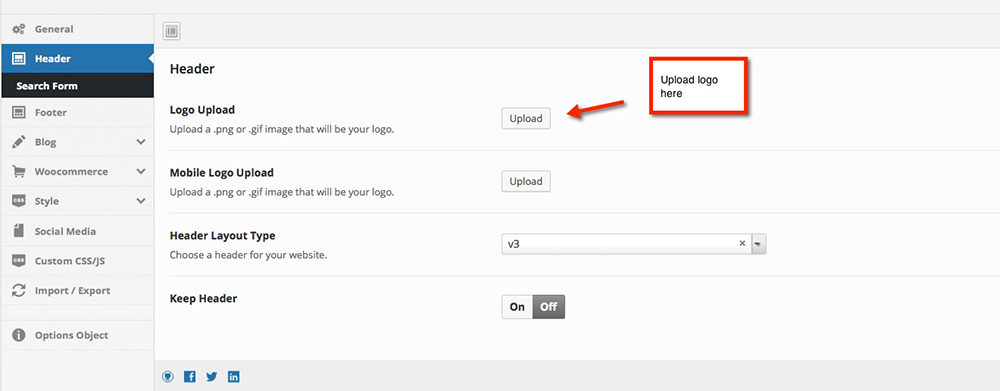 General
Header
Search Form
Footer
Blog
Woocommerce
CSS
Style
Social Media
CSS
Custom CSS/JS
Import / Export
Options Object
Header
Logo Upload
Upload a .png or .gif image that will be your logo.
Upload
Upload logo
here
Mobile Logo Upload
Upload a .png or .gif image that will be your logo.
Upload
Header Layout Type
Choose a header for your website.
v3
Keep Header
On Off